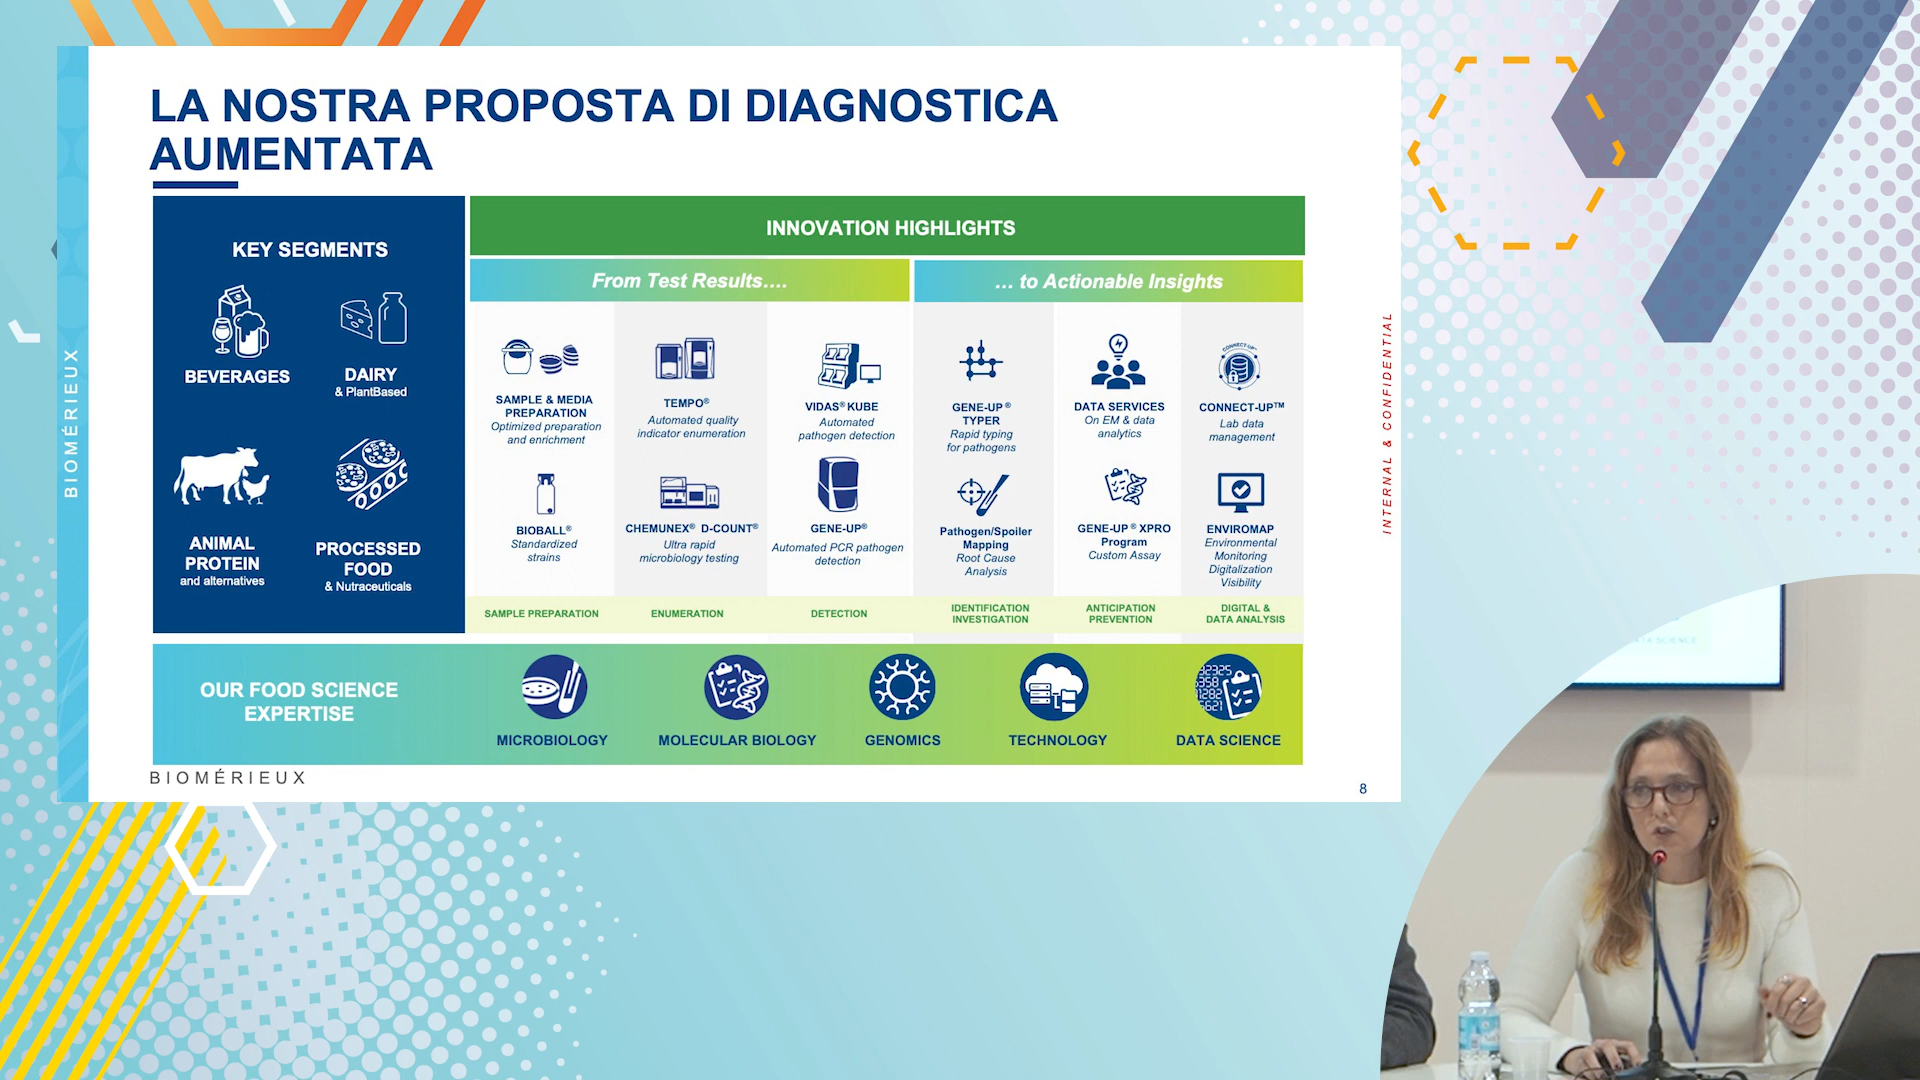 LA NOSTRA PROPOSTA DI DIAGNOSTICA
AUMENTATA
BIOMÉRIEUX
KEY SEGMENTS
BEVERAGES
DAIRY
& PlantBased
ANIMAL
PROTEIN
and alternatives
PROCESSED
FOOD
& Nutraceuticals
INNOVATION HIGHLIGHTS
From Test Results....
... to Actionable Insights
SAMPLE & MEDIA
PREPARATION
Optimized preparation
and enrichment
TEMPO®
Automated quality
indicator enumeration
VIDAS® KUBE
Automated
pathogen detection
GENE-UP®
TYPER
Rapid typing
for pathogens
DATA SERVICES
On EM & data
analytics
CONNECT-UP™
CONNECT-UP™
Lab data
management
BIOBALL®
Standardized
strains
CHEMUNEX® D-COUNT®
Ultra rapid
microbiology testing
GENE-UP®
Automated PCR pathogen
detection
Pathogen/Spoiler
Mapping
Root Cause
Analysis
GENE-UP® XPRO
Program
Custom Assay
ENVIROMAP
Environmental
Monitoring
Digitalization
Visibility
SAMPLE PREPARATION
ENUMERATION
DETECTION
IDENTIFICATION
INVESTIGATION
ANTICIPATION
PREVENTION
DIGITAL &
DATA ANALYSIS
OUR FOOD SCIENCE
EXPERTISE
MICROBIOLOGY
MOLECULAR BIOLOGY
GENOMICS
TECHNOLOGY
DATA SCIENCE
BIOMÉRIEUX
8
INTERNAL & CONFIDENTIAL